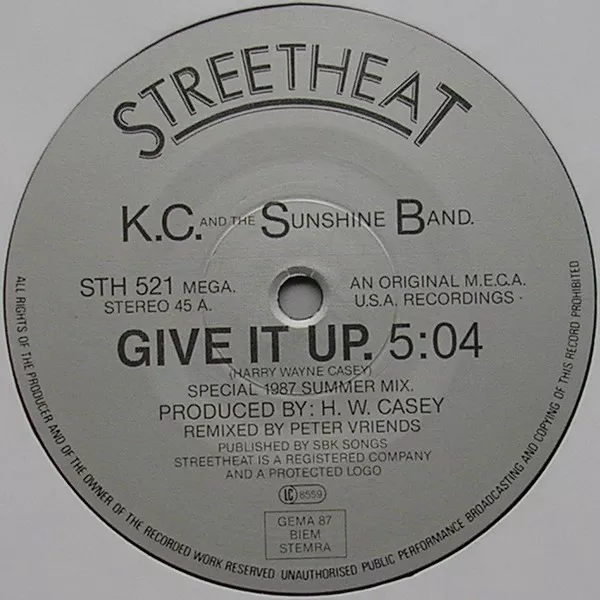 STREETHEAT
K.C. AND THE SUNSHINE BAND.
STH 521 MEGA.
STEREO 45 A.
AN ORIGINAL M.E.C.A.
U.S.A. RECORDINGS ·
GIVE IT UP. 5:04
(HARRY WAYNE CASEY)
SPECIAL 1987 SUMMER MIX.
PRODUCED BY: H. W. CASEY
REMIXED BY PETER VRIENDS
PUBLISHED BY SBK SONGS
STREETHEAT IS A REGISTERED COMPANY
AND A PROTECTED LOGO
LC 8559
GEMA 87
BIEM
STEMRA
ALL RIGHTS OF THE PRODUCER AND OF THE OWNER OF THE RECORDED WORK RESERVED UNAUTHORISED PUBLIC PERFORMANCE BROADCASTING AND COPYING OF THIS RECORD PROHIBITED